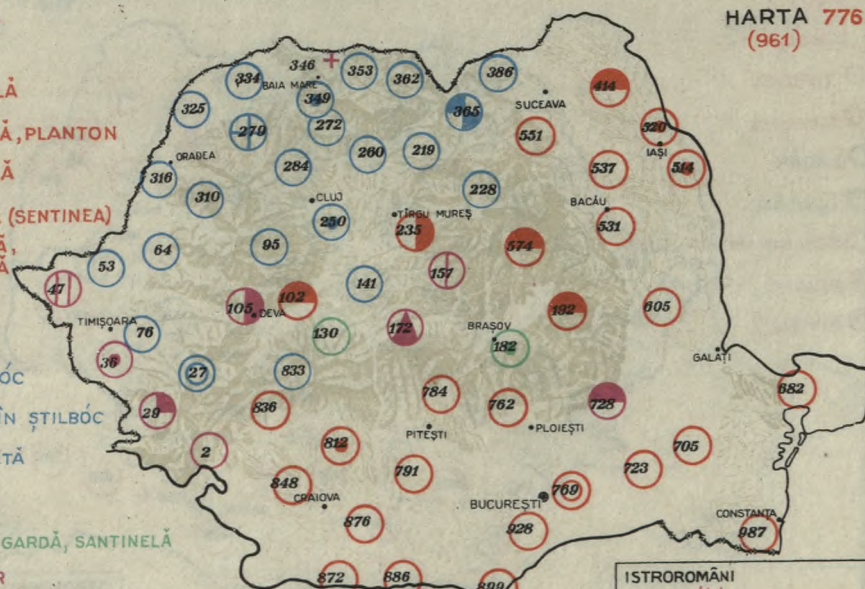 HARTA 776
(961)
LĂ
Ă, PLANTON
Ă
(SENTINEA)
Ă,
Ă
ÓC
ÎN ȘTILBÓC
TĂ
GARDĂ, SANTINELĂ
R
346
334
BAIA MARE
353
362
386
349
325
365
SUCEAVA
414
279
272
551
520
IAȘI
ORADEA
260
219
316
284
537
514
310
CLUJ
228
BACĂU
250
TÎRGU MUREȘ
235
531
64
95
574
53
157
47
141
105
DEVA
102
192
605
TIMIȘOARA
76
130
172
BRAȘOV
182
GALAȚI
36
27
833
682
29
836
784
762
728
PITEȘTI
PLOIEȘTI
2
812
705
791
723
848
CRAIOVA
BUCUREȘTI
769
876
928
CONSTANȚA
987
872
886
899
ISTROROMÂNI